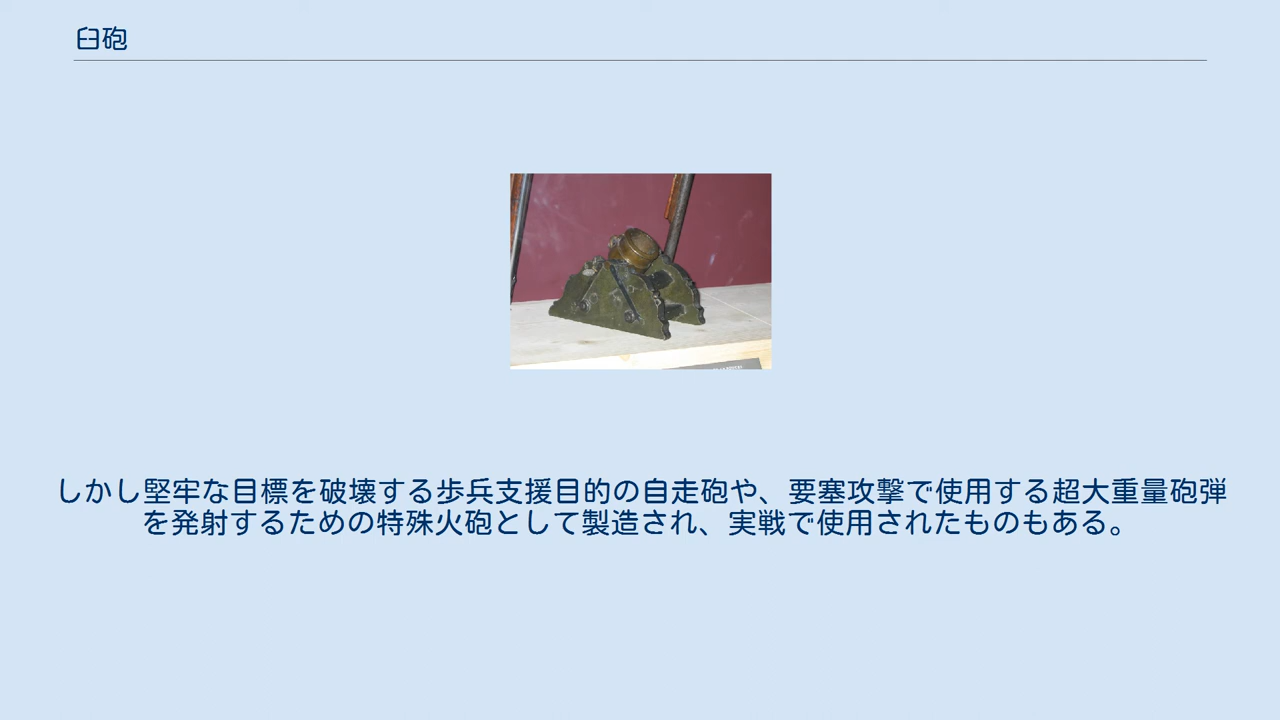 臼砲
しかし堅牢な目標を破壊する歩兵支援目的の自走砲や、要塞攻撃で使用する超大重量砲弾
を発射するための特殊火砲として製造され、実戦で使用されたものもある。